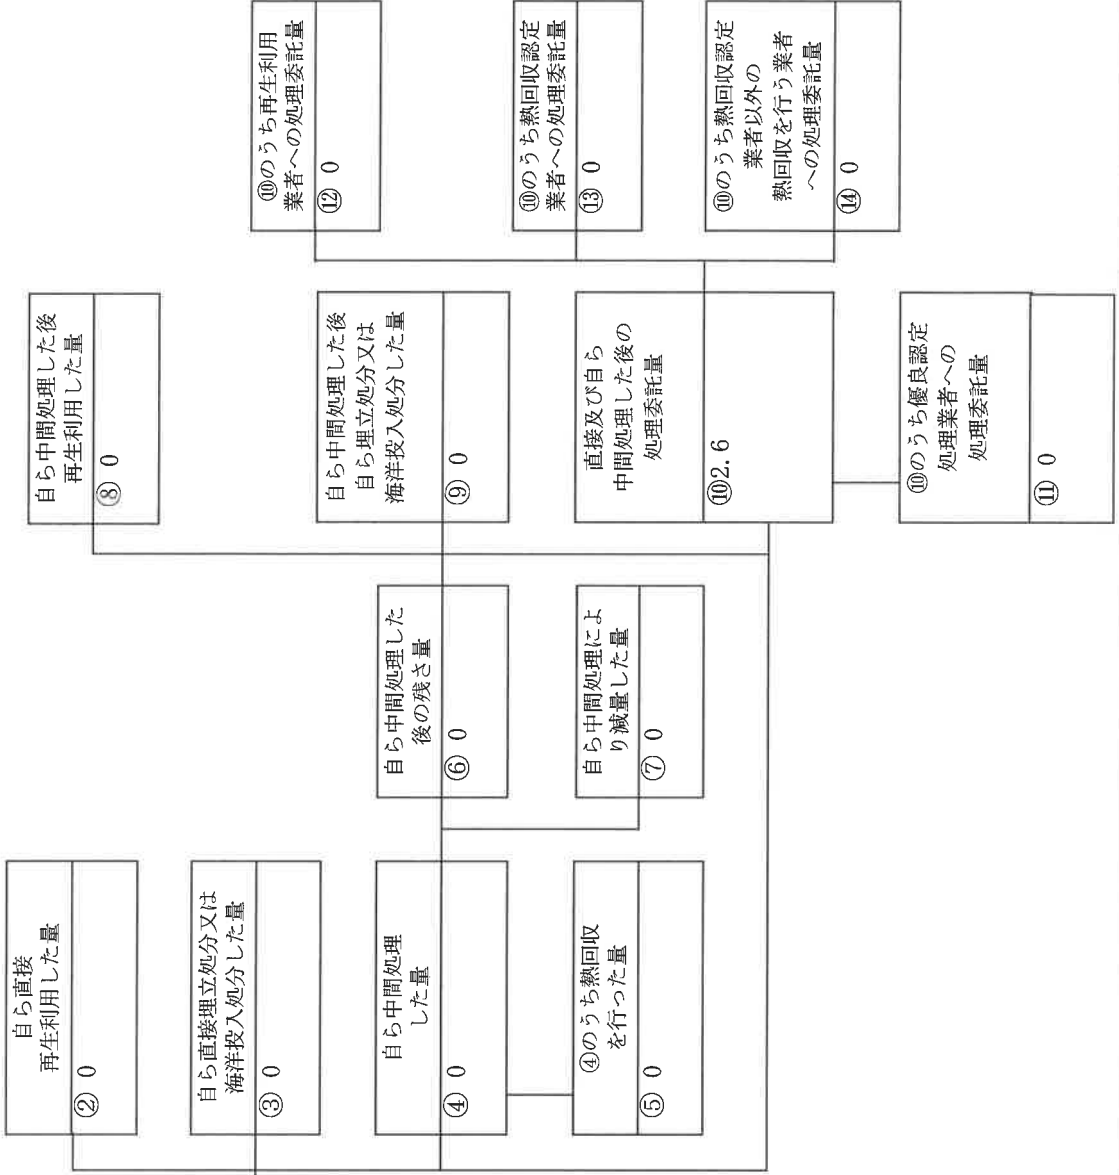 自ら直接
再生利用した量
② 0
自ら直接埋立処分又は
海洋投入処分した量
③ 0
自ら中間処理
した量
④ 0
④のうち熱回収
を行った量
⑤ 0
自ら中間処理した
後の残さ量
⑥ 0
自ら中間処理によ
り減量した量
⑦ 0
自ら中間処理した後
再生利用した量
⑧ 0
自ら中間処理した後
自ら埋立処分又は
海洋投入処分した量
⑨ 0
直接及び自ら
中間処理した後の
処理委託量
⑩2.6
⑩のうち優良認定
処理業者への
処理委託量
⑪ 0
⑩のうち再生利用
業者への処理委託量
⑫ 0
⑩のうち熱回収認定
業者への処理委託量
⑬ 0
⑩のうち熱回収認定
業者以外の
熱回収を行う業者
への処理委託量
⑭ 0